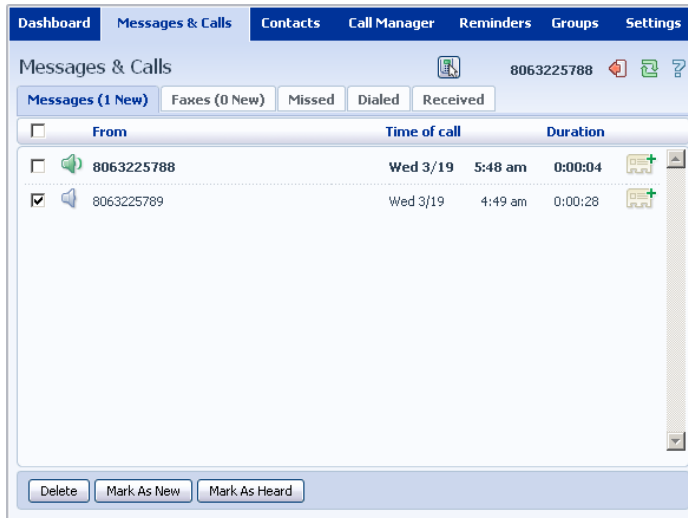 Dashboard Messages & Calls Contacts Call Manager Reminders Groups Settings
Messages & Calls 8063225788 ?
Messages (1 New) Faxes (0 New) Missed Dialed Received
From Time of call Duration
8063225788 Wed 3/19 5:48 am 0:00:04
8063225789 Wed 3/19 4:49 am 0:00:28
Delete Mark As New Mark As Heard